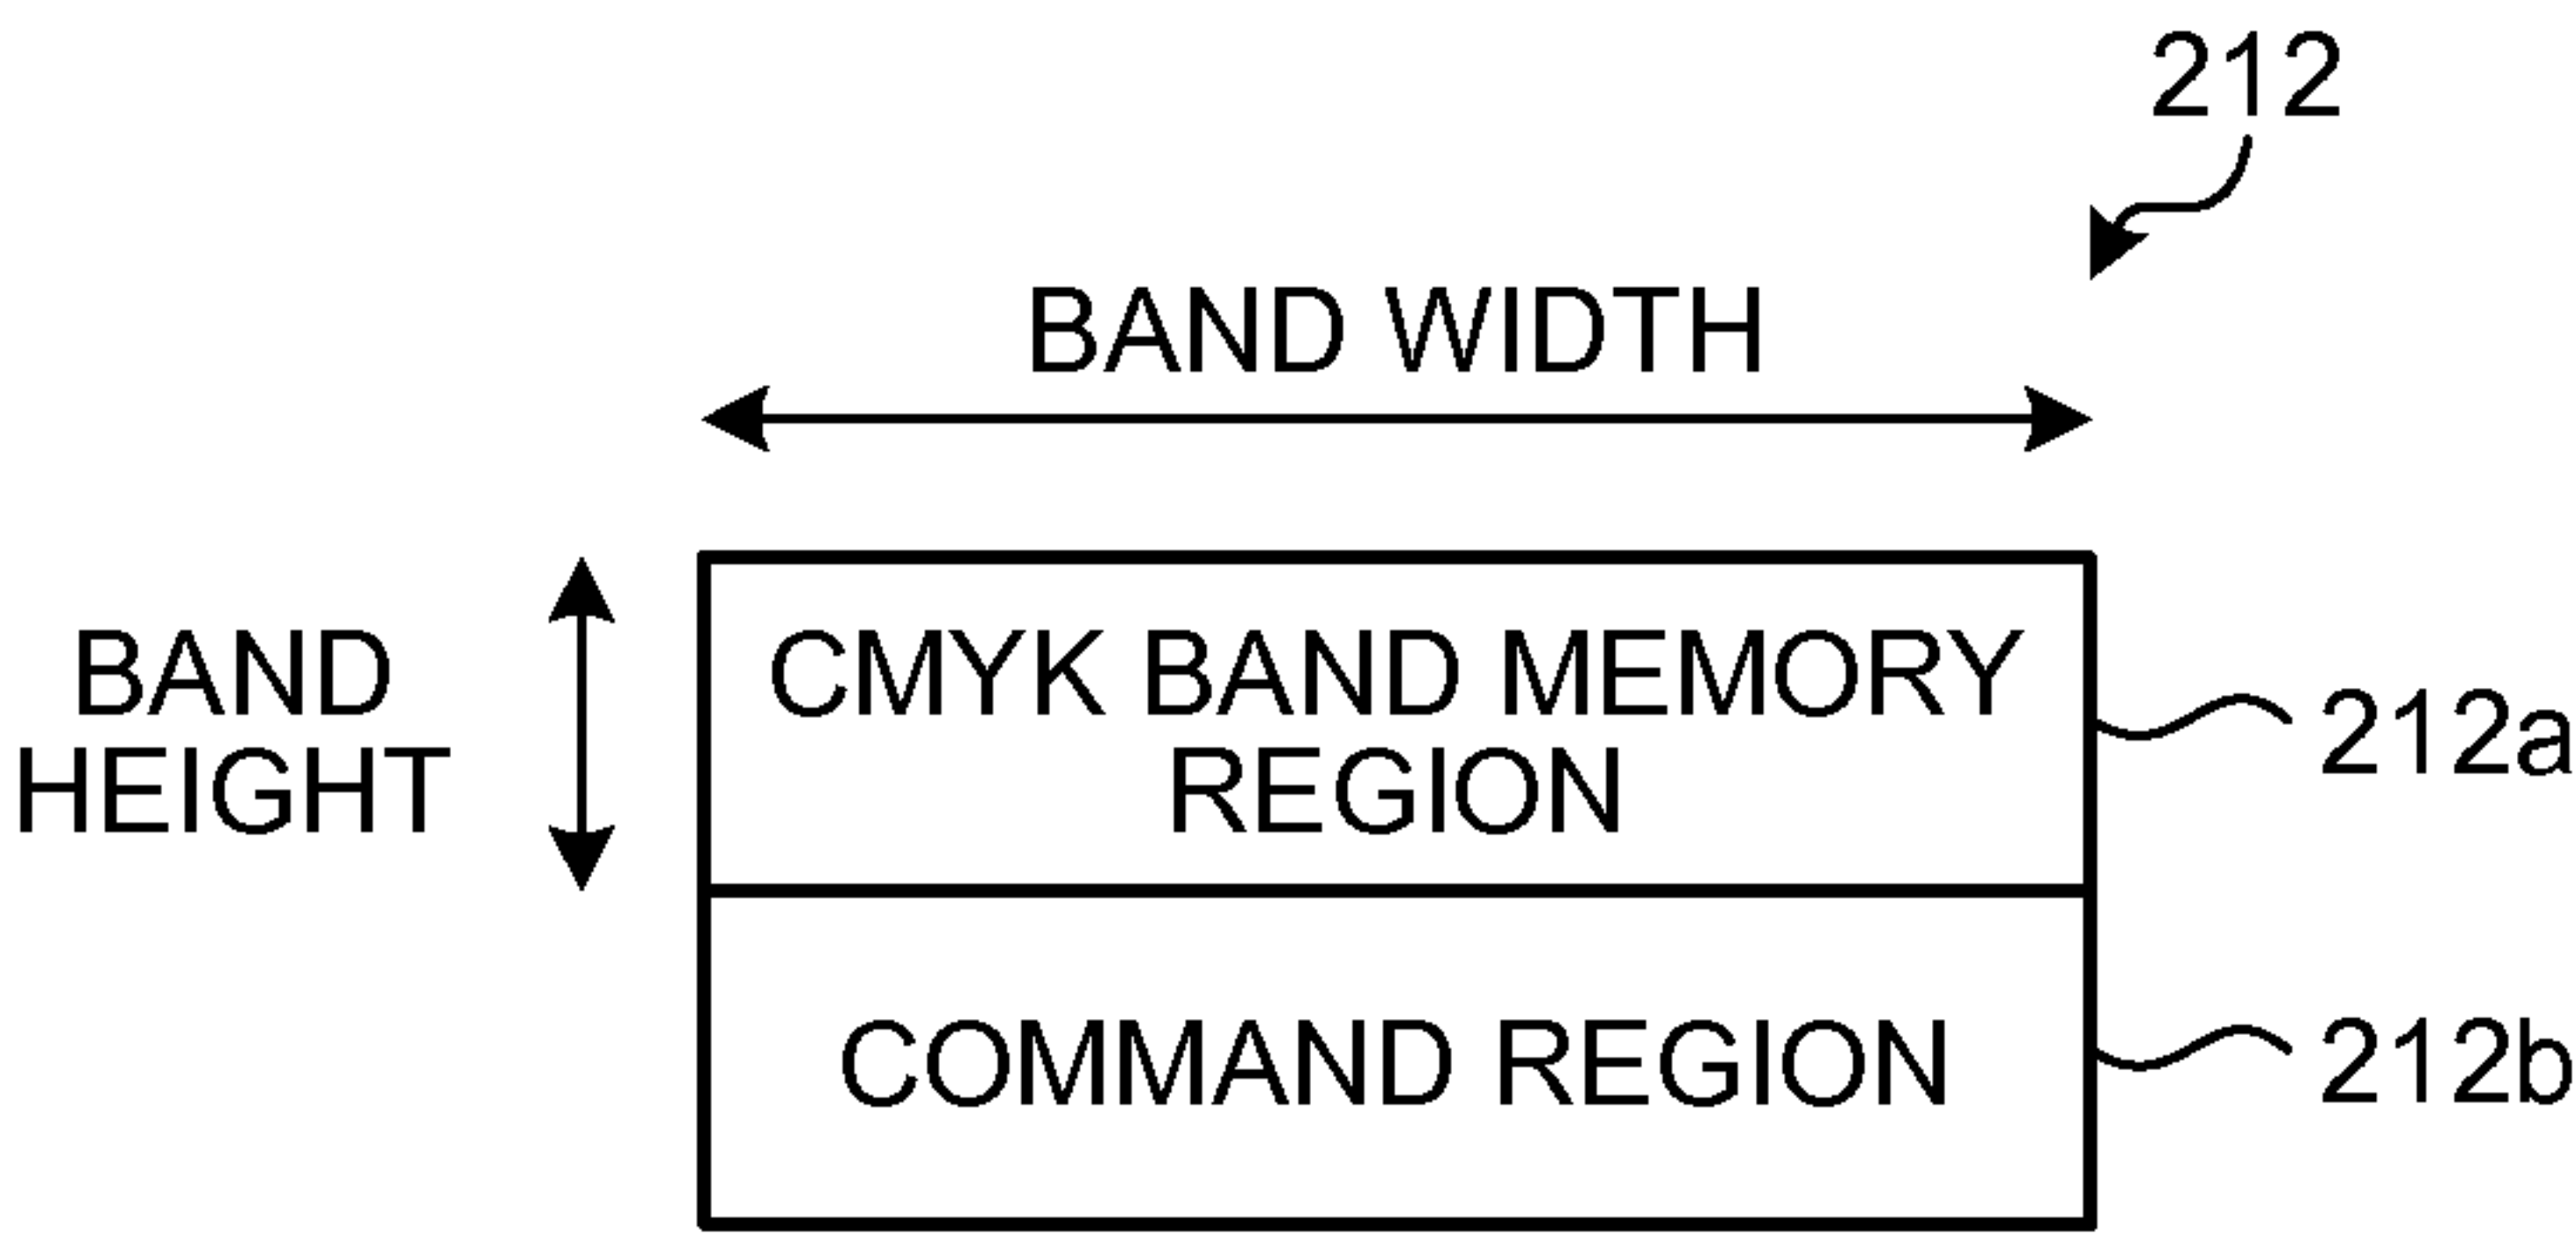 212
BAND WIDTH
BAND
HEIGHT
CMYK BAND MEMORY
REGION
212a
COMMAND REGION
212b